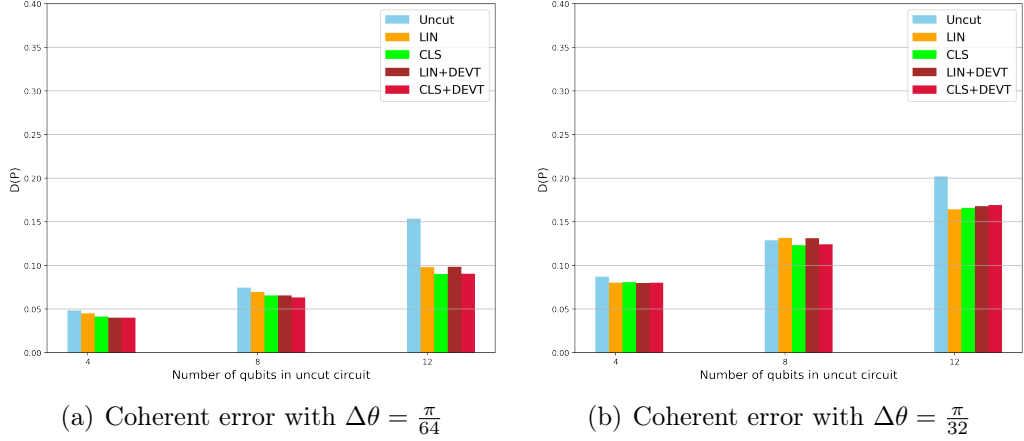 0.40
0.35
0.30
0.25
0.20
0.15
0.10
0.05
0.00
D(P)
Uncut
LIN
CLS
LIN+DEVT
CLS+DEVT
4
8
12
Number of qubits in uncut circuit
(a) Coherent error with Δθ = π/64
0.40
0.35
0.30
0.25
0.20
0.15
0.10
0.05
0.00
D(P)
Uncut
LIN
CLS
LIN+DEVT
CLS+DEVT
4
8
12
Number of qubits in uncut circuit
(b) Coherent error with Δθ = π/32